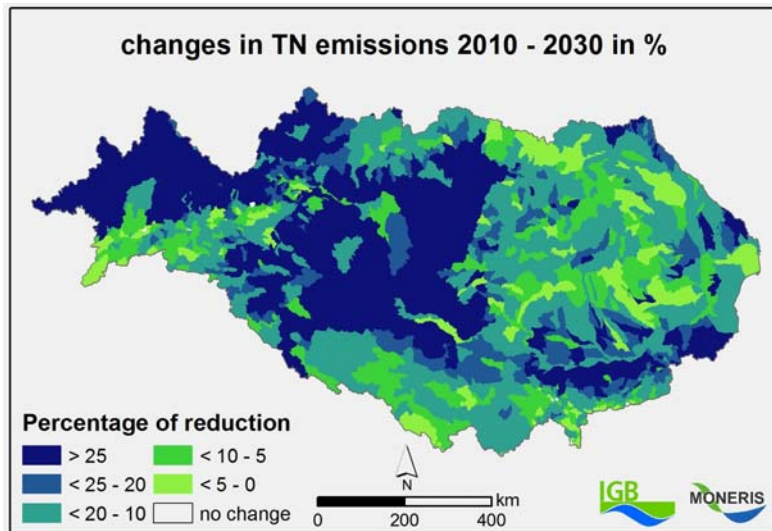 changes in TN emissions 2010 - 2030 in %
Percentage of reduction
> 25
< 25 - 20
< 20 - 10
< 10 - 5
< 5 - 0
no change
N
km
0 200 400
IGB
MONERIS